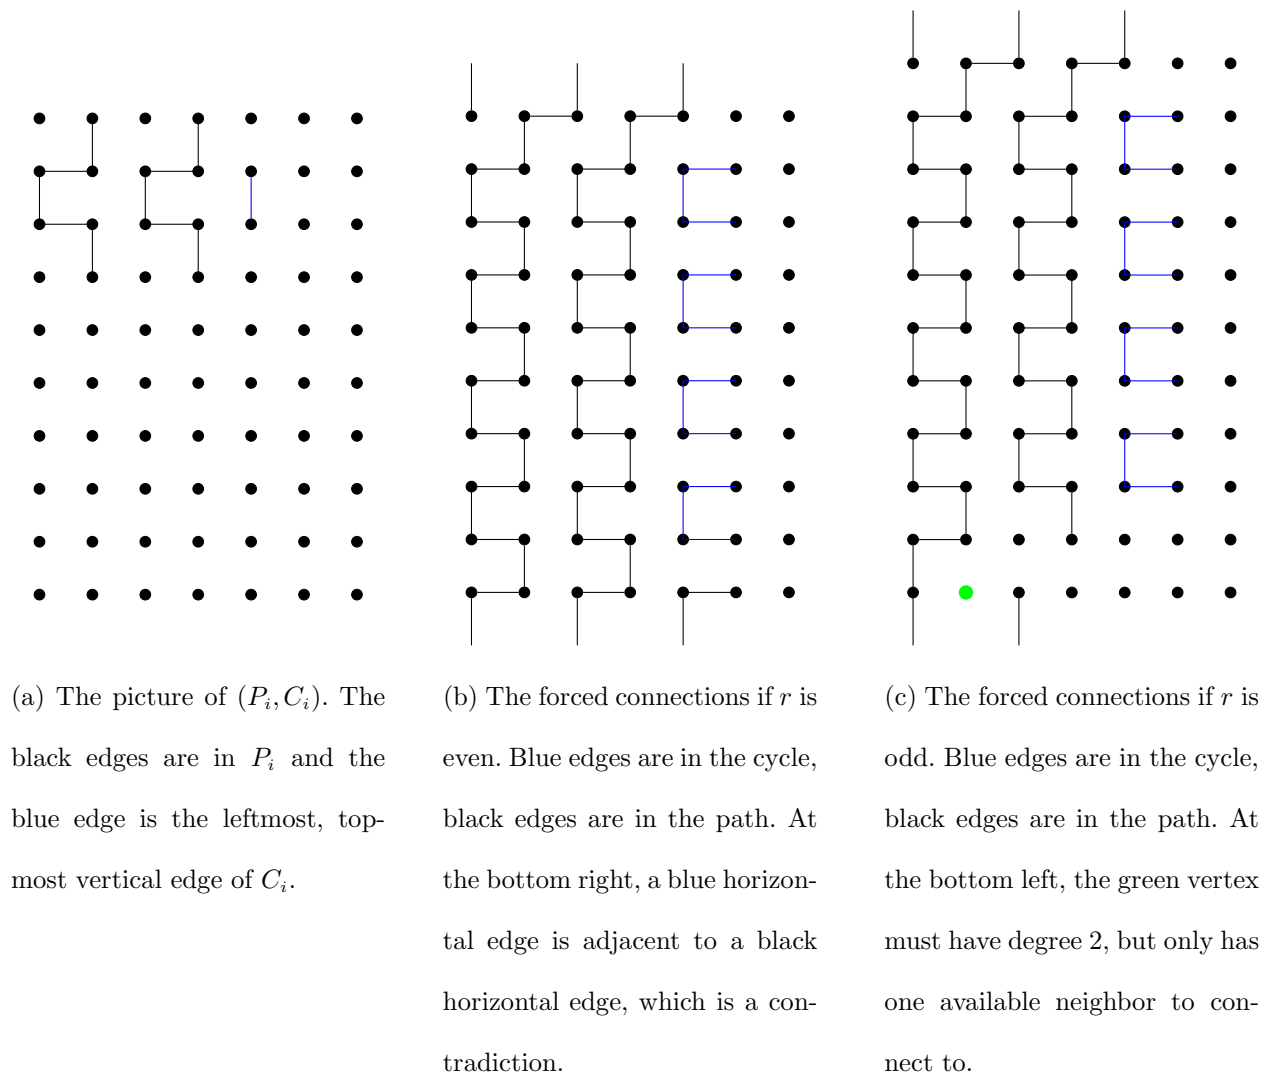 (a) The picture of (P_i, C_i). The
black edges are in P_i and the
blue edge is the leftmost, top-
most vertical edge of C_i.
(b) The forced connections if r is
even. Blue edges are in the cycle,
black edges are in the path. At
the bottom right, a blue horizon-
tal edge is adjacent to a black
horizontal edge, which is a con-
tradiction.
(c) The forced connections if r is
odd. Blue edges are in the cycle,
black edges are in the path. At
the bottom left, the green vertex
must have degree 2, but only has
one available neighbor to con-
nect to.